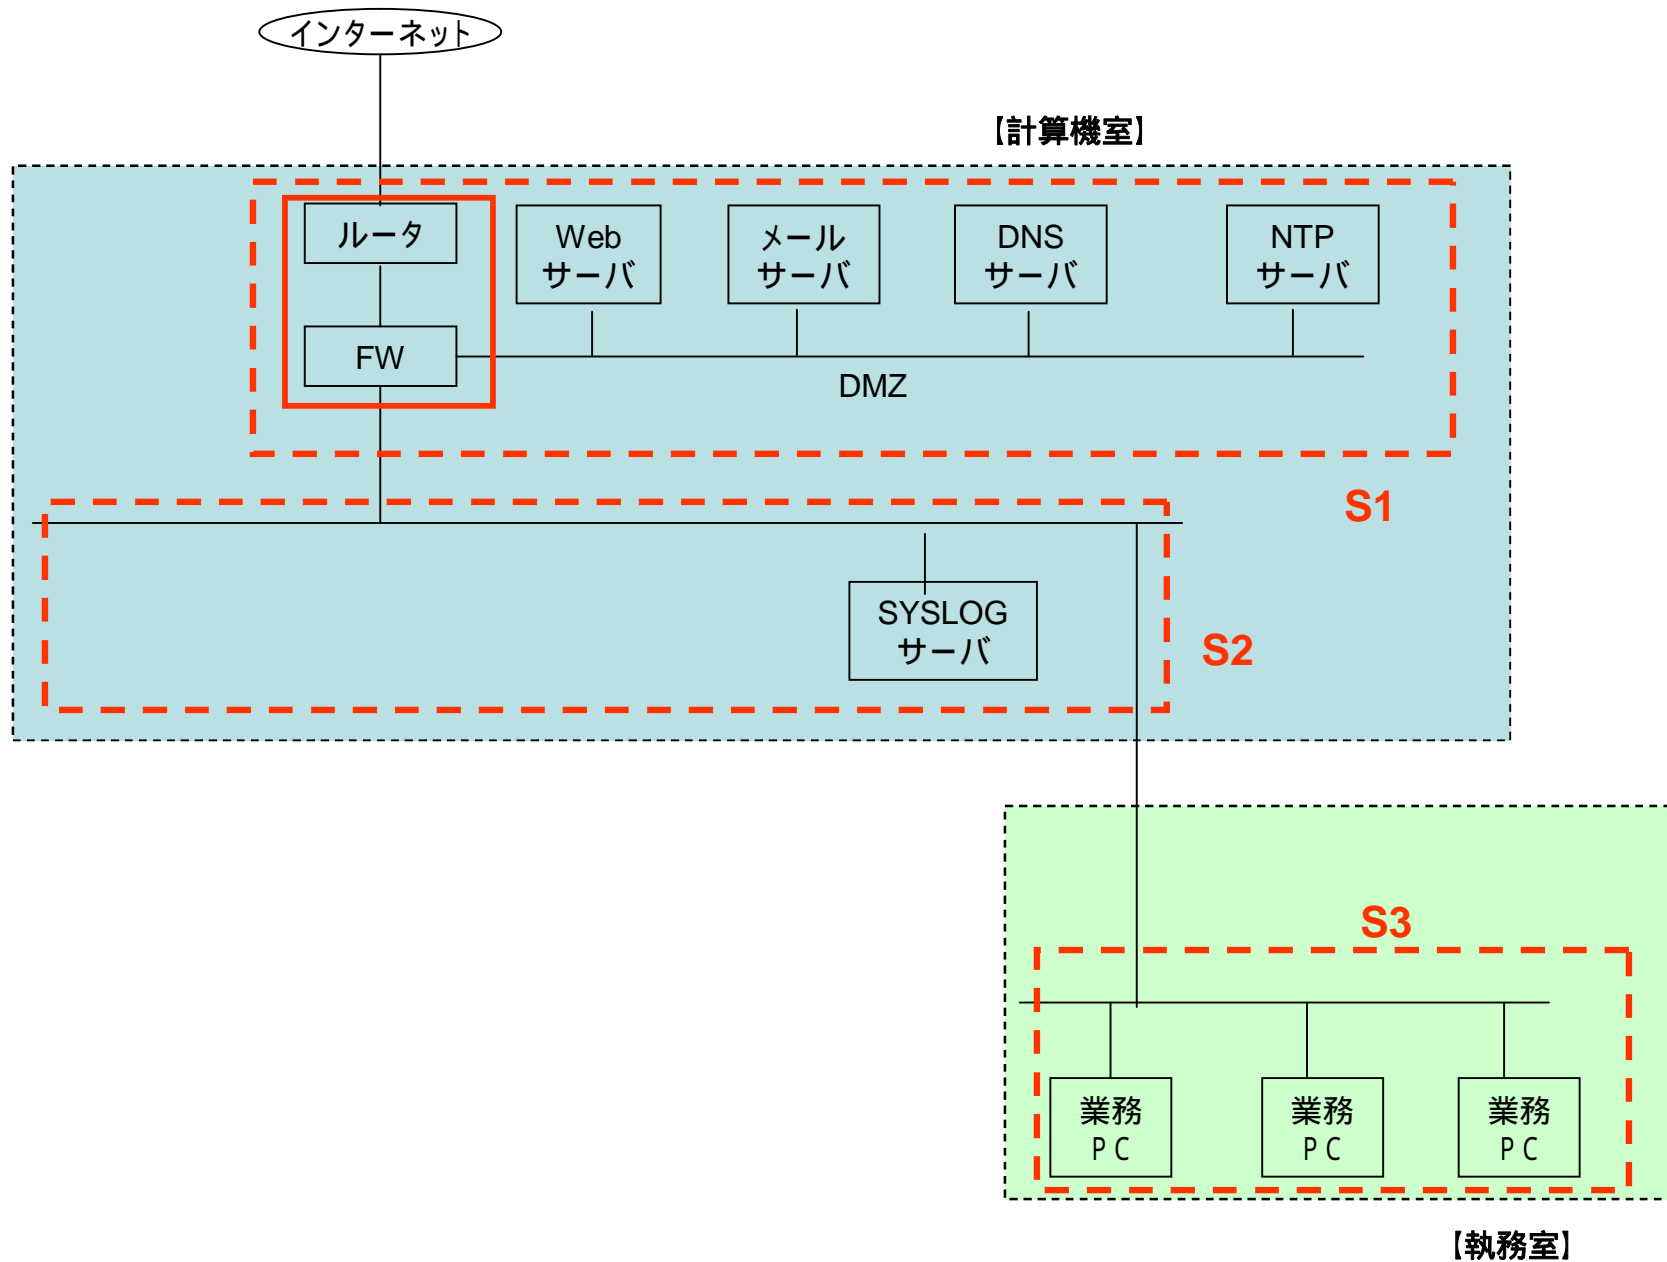 インターネット
【計算機室】
ルータ
Web
サーバ
メール
サーバ
DNS
サーバ
NTP
サーバ
FW
DMZ
S1
SYSLOG
サーバ
S2
S3
業務
PC
業務
PC
業務
PC
【執務室】